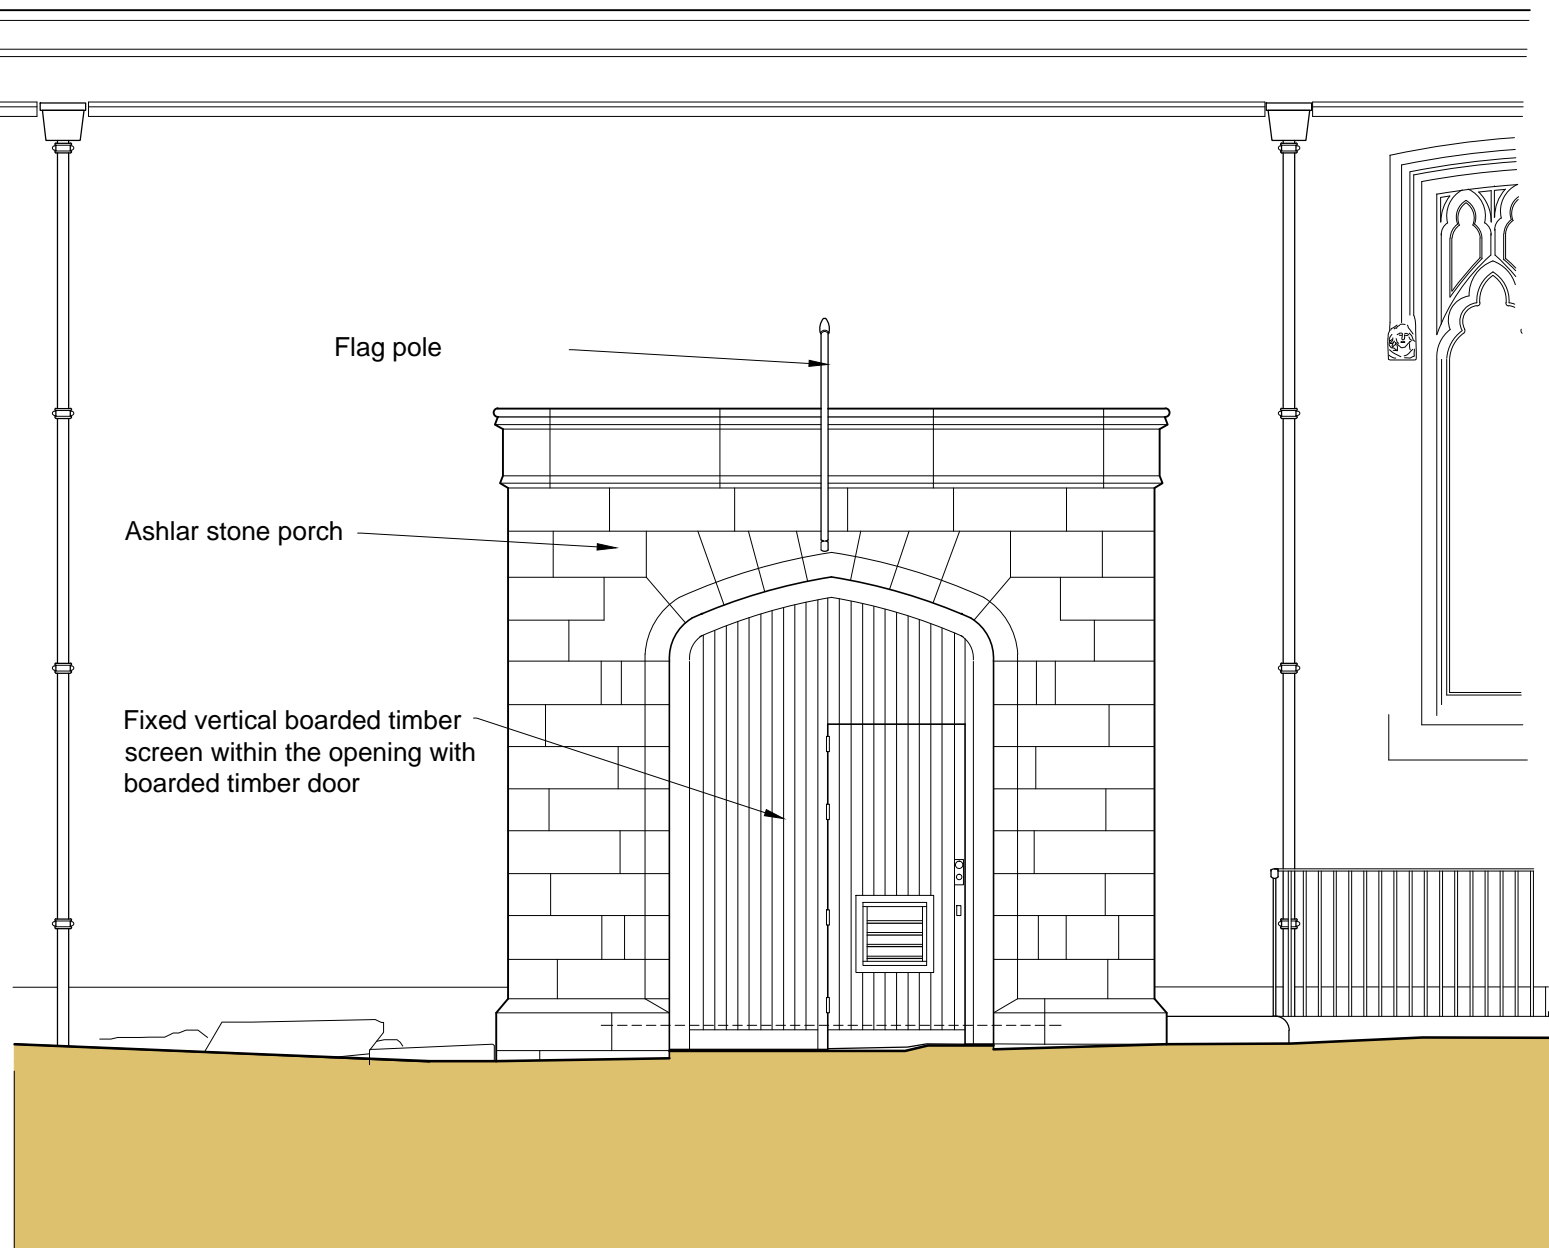 Flag pole
Ashlar stone porch
Fixed vertical boarded timber
screen within the opening with
boarded timber door